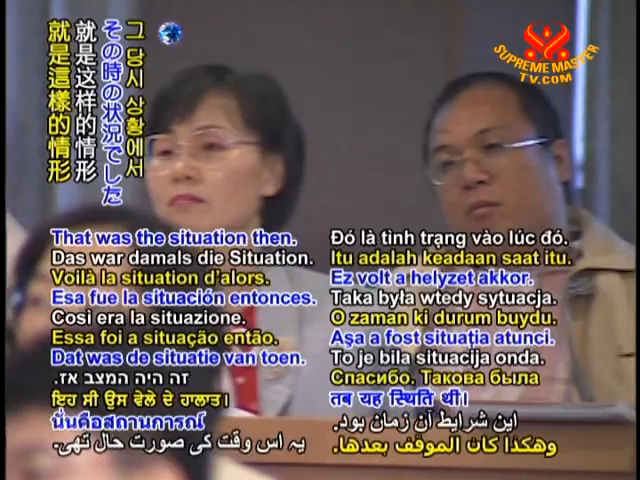 그 당시 상황에서
その時の状況でした
就是这样的情形
就是這樣的情形
SUPREME MASTER
TV.COM
That was the situation then.
Das war damals die Situation.
Voilà la situation d'alors.
Esa fue la situación entonces.
Così era la situazione.
Essa foi a situação então.
Dat was de situatie van toen.
זה היה המצב אז.
ਇਹ ਸੀ ਉਸ ਵੇਲੇ ਦੇ ਹਾਲਾਤ।
นั่นคือสถานการณ์
یہ اس وقت کی صورت حال تھی۔
Đó là tình trạng vào lúc đó.
Itu adalah keadaan saat itu.
Ez volt a helyzet akkor.
Taka była wtedy sytuacja.
O zaman ki durum buydu.
Aşa a fost situaţia atunci.
To je bila situacija onda.
Спасибо. Такова была
तब यह स्थिति थी।
این شرایط آن زمان بود.
وهكذا كان الموقف بعدها.